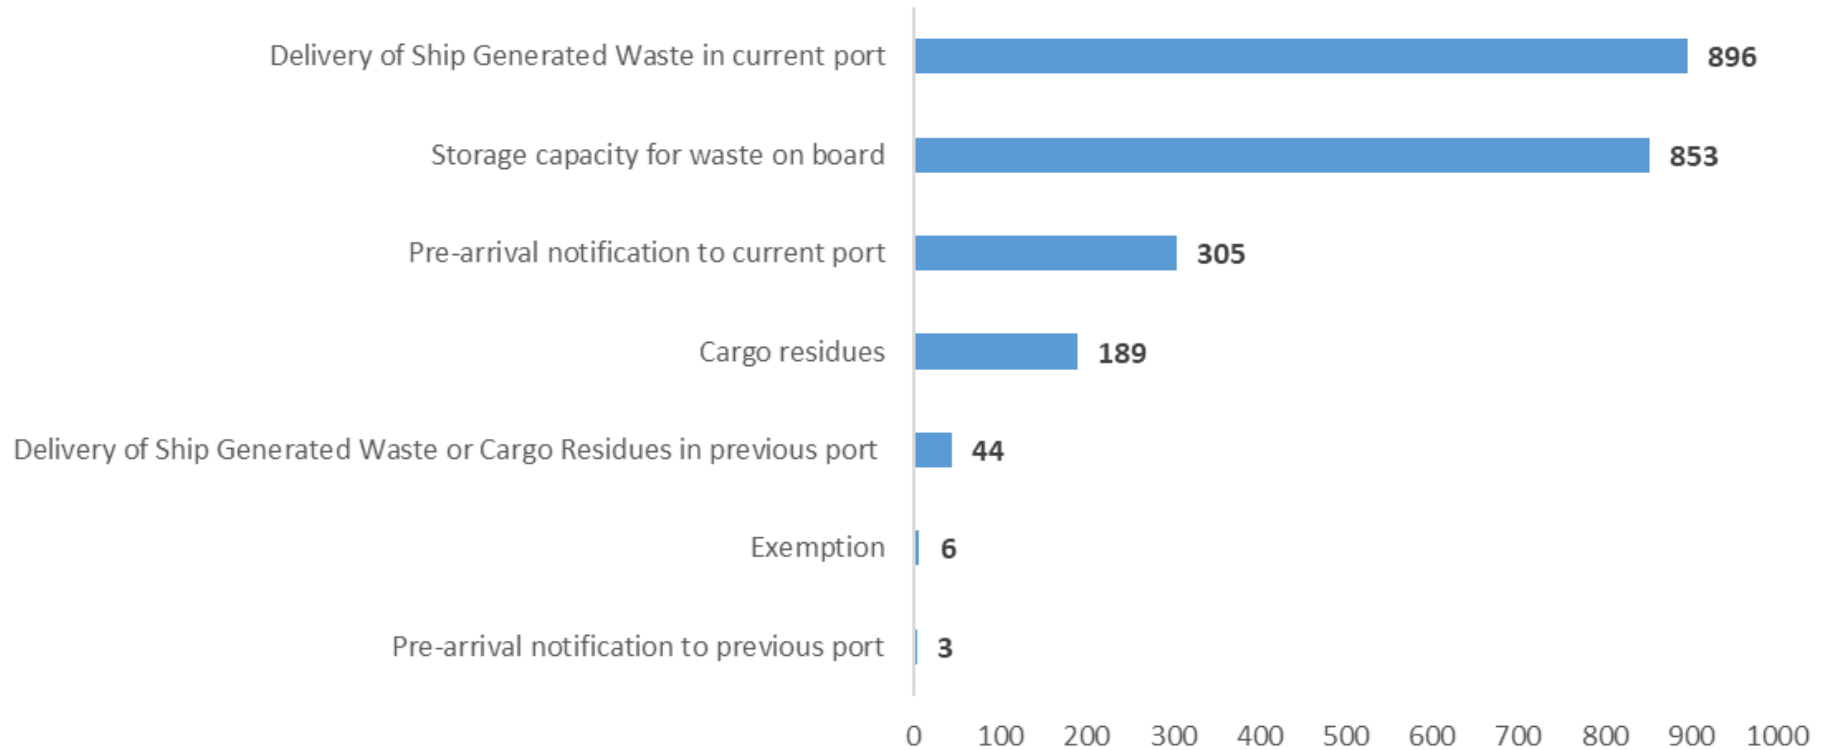 Delivery of Ship Generated Waste in current port 896
Storage capacity for waste on board 853
Pre-arrival notification to current port 305
Cargo residues 189
Delivery of Ship Generated Waste or Cargo Residues in previous port 44
Exemption 6
Pre-arrival notification to previous port 3
0 100 200 300 400 500 600 700 800 900 1000